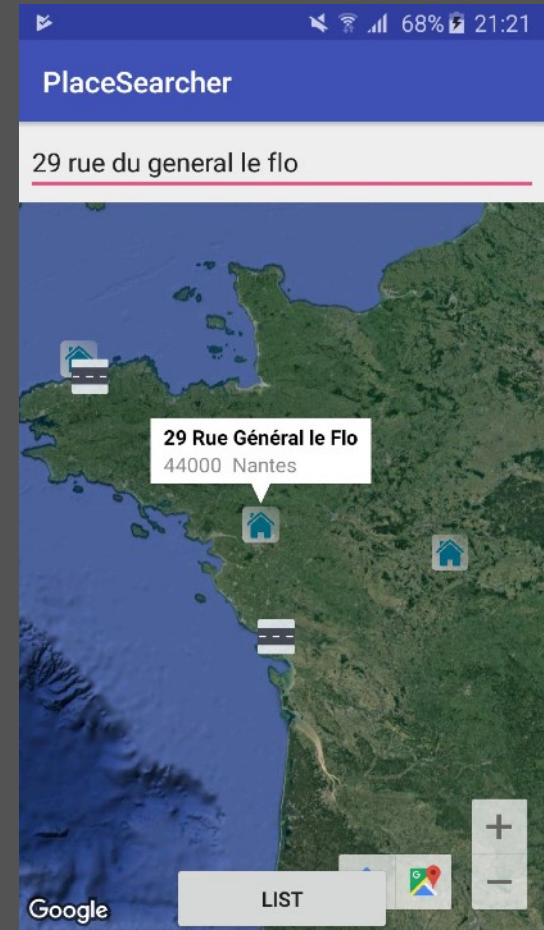 68% 21:21
PlaceSearcher
29 rue du general le flo
29 Rue Général le Flo
44000 Nantes
+
−
LIST
Google